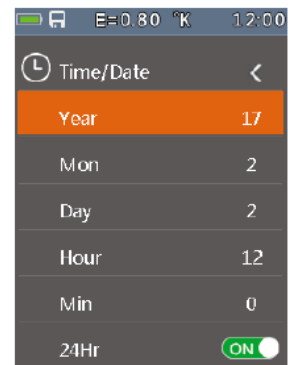 E=0.80 °K 12:00
Time/Date <
Year 17
Mon 2
Day 2
Hour 12
Min 0
24Hr ON